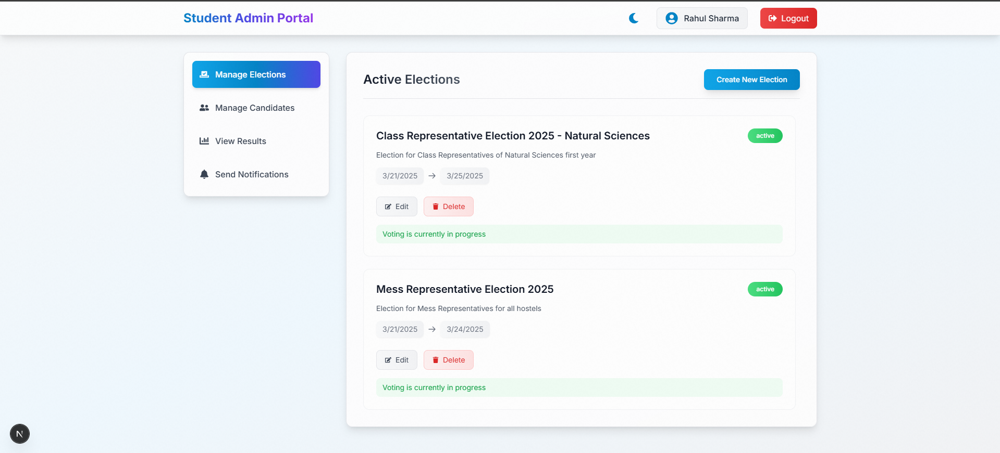 Student Admin Portal
Rahul Sharma
Logout
Manage Elections
Manage Candidates
View Results
Send Notifications
Active Elections
Create New Election
Class Representative Election 2025 - Natural Sciences
active
Election for Class Representatives of Natural Sciences first year
3/21/2025 → 3/25/2025
Edit
Delete
Voting is currently in progress
Mess Representative Election 2025
active
Election for Mess Representatives for all hostels
3/21/2025 → 3/24/2025
Edit
Delete
Voting is currently in progress
N